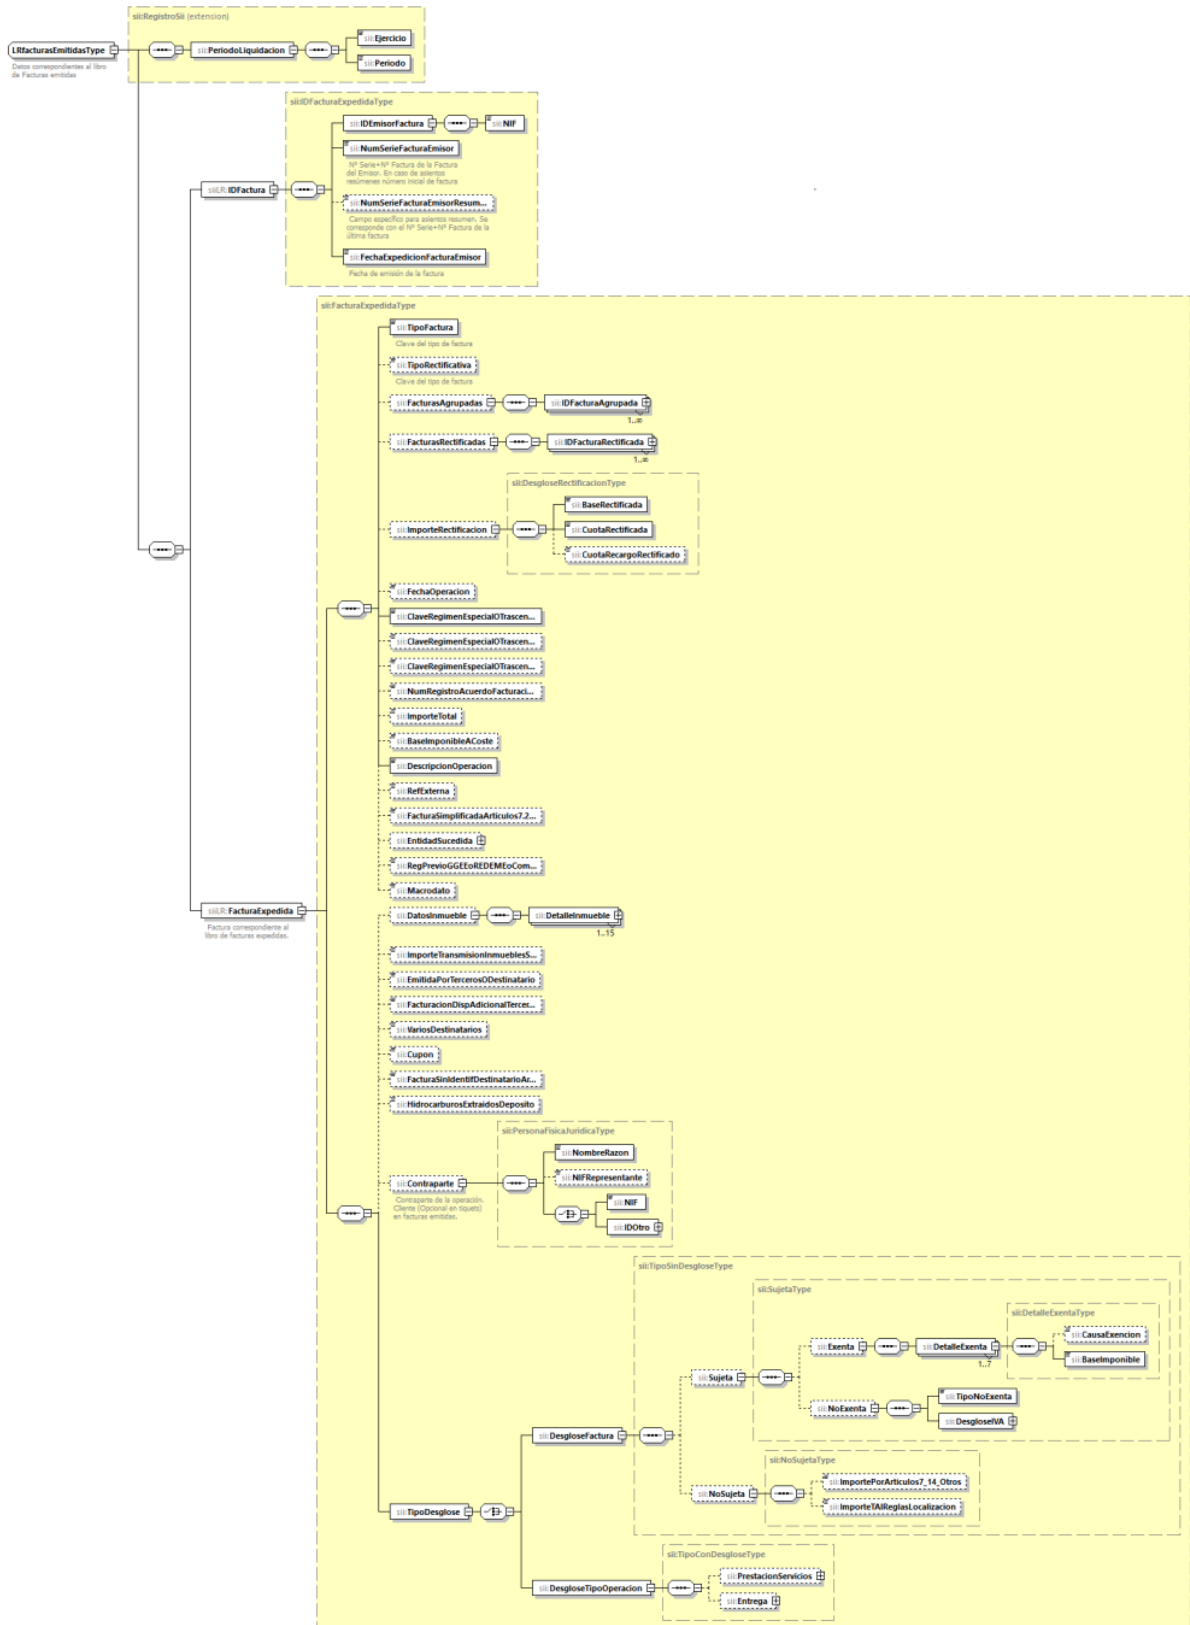 sii:RegistroSii (extension)
LRfacturasEmitidasType
Datos correspondientes al libro
de Facturas emitidas
sii:PeriodoLiquidacion
sii:Ejercicio
sii:Periodo
sii:IDFacturaExpedidaType
sii:IDEmisorFactura
sii:NIF
sii:NumSerieFacturaEmisor
Nº Serie+Nº Factura de la Factura
del Emisor. En caso de asientos
resúmenes número inicial de factura
siiLR:IDFactura
sii:NumSerieFacturaEmisorResum...
Campo específico para asientos resumen. Se
corresponde con el Nº Serie+Nº Factura de la
última factura
sii:FechaExpedicionFacturaEmisor
Fecha de emisión de la factura
sii:FacturaExpedidaType
sii:TipoFactura
Clave del tipo de factura
sii:TipoRectificativa
Clave del tipo de factura
sii:FacturasAgrupadas
sii:IDFacturaAgrupada
1..∞
sii:FacturasRectificadas
sii:IDFacturaRectificada
1..∞
sii:DesgloseRectificacionType
sii:BaseRectificada
sii:ImporteRectificacion
sii:CuotaRectificada
sii:CuotaRecargoRectificado
sii:FechaOperacion
sii:ClaveRegimenEspecialOTrascen...
sii:ClaveRegimenEspecialOTrascen...
sii:ClaveRegimenEspecialOTrascen...
sii:NumRegistroAcuerdoFacturaci...
sii:ImporteTotal
sii:BaseImponibleACoste
sii:DescripcionOperacion
sii:RefExterna
sii:FacturaSimplificadaArticulos7.2...
sii:EntidadSucedida
sii:RegPrevioGGEEoREDEMEoCom...
sii:Macrodato
siiLR:FacturaExpedida
Factura correspondiente al
libro de facturas expedidas.
sii:DatosInmueble
sii:DetalleInmueble
1..15
sii:ImporteTransmisionInmueblesS...
sii:EmitidaPorTercerosODestinatario
sii:FacturacionDispAdicionalTercer...
sii:VariosDestinatarios
sii:Cupon
sii:FacturaSinIdentifDestinatarioAr...
sii:HidrocarburosExtraidosDeposito
sii:PersonaFisicaJuridicaType
sii:NombreRazon
sii:NIFRepresentante
sii:Contraparte
Contraparte de la operación.
Cliente (Opcional en tiquets)
en facturas emitidas.
sii:NIF
sii:IDOtro
sii:TipoSinDesgloseType
sii:SujetaType
sii:DetalleExentaType
sii:CausaExencion
sii:Exenta
sii:DetalleExenta
1..7
sii:BaseImponible
sii:Sujeta
sii:TipoNoExenta
sii:NoExenta
sii:DesgloseIVA
sii:DesgloseFactura
sii:NoSujetaType
sii:ImportePorArticulos7_14_Otros
sii:NoSujeta
sii:ImporteTAIReglasLocalizacion
sii:TipoDesglose
sii:TipoConDesgloseType
sii:PrestacionServicios
sii:DesgloseTipoOperacion
sii:Entrega